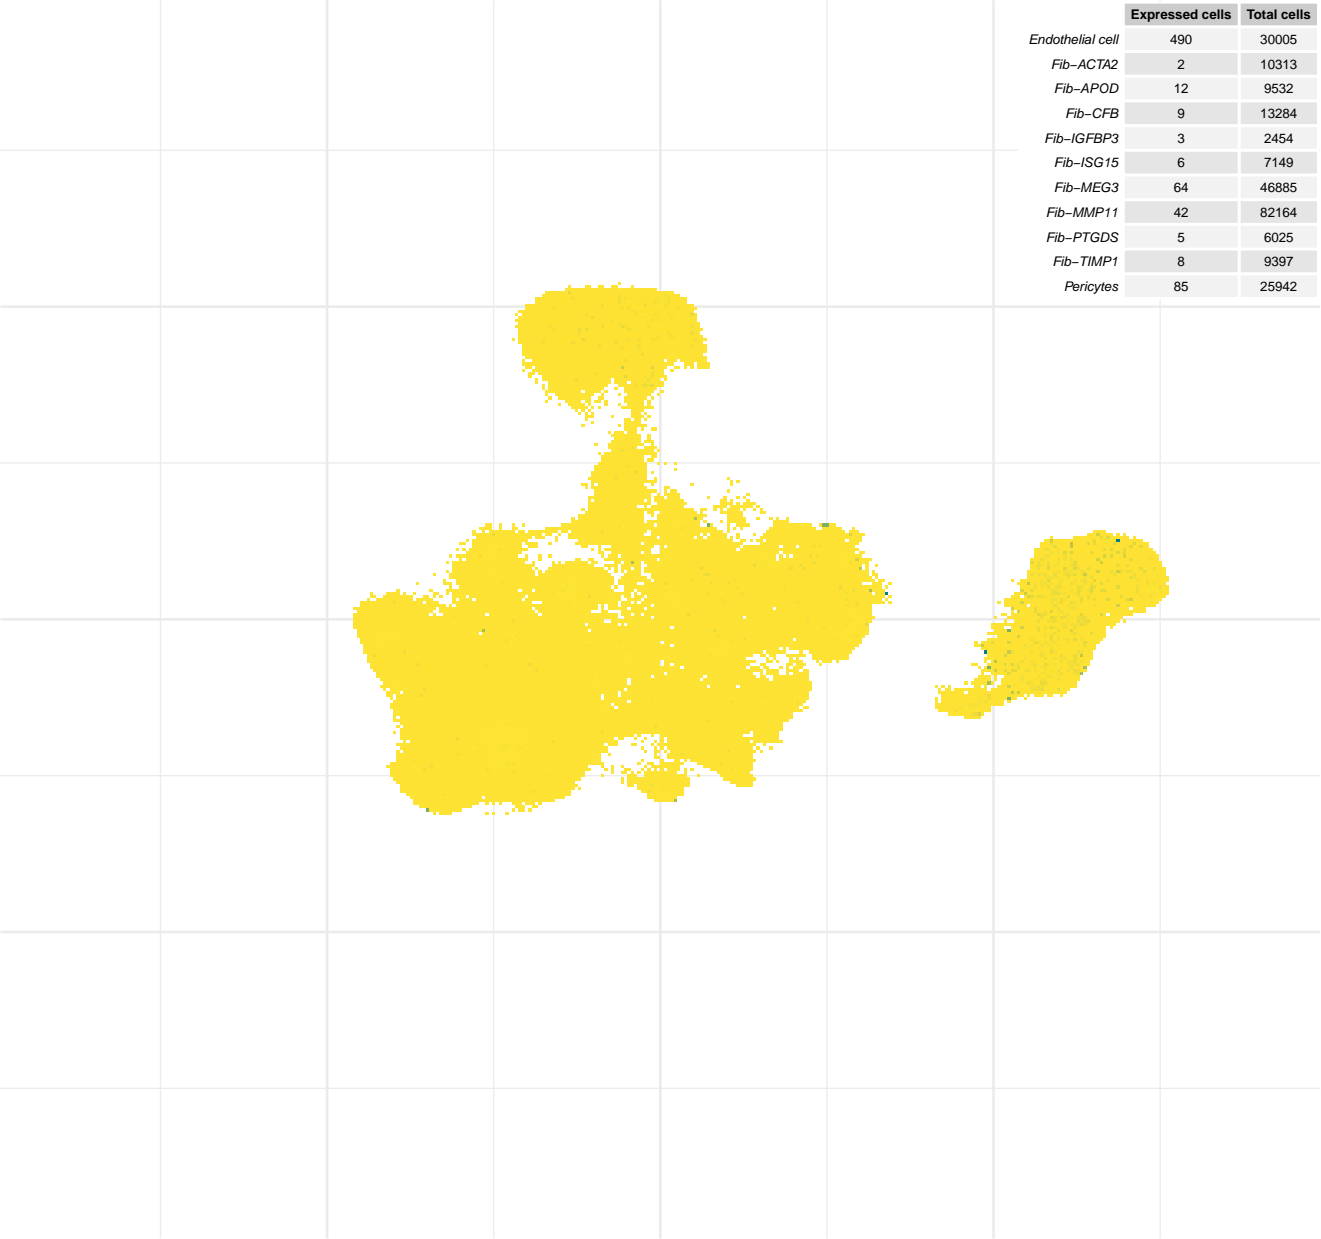 Expressed cells Total cells
Endothelial cell 490 30005
Fib−ACTA2 2 10313
Fib−APOD 12 9532
Fib−CFB 9 13284
Fib−IGFBP3 3 2454
Fib−ISG15 6 7149
Fib−MEG3 64 46885
Fib−MMP11 42 82164
Fib−PTGDS 5 6025
Fib−TIMP1 8 9397
Pericytes 85 25942